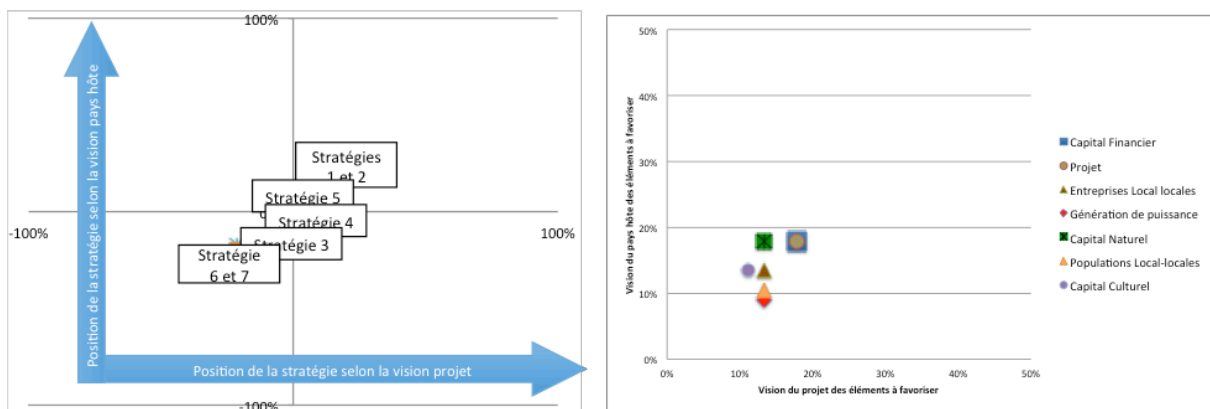 100%
Position de la stratégie selon la vision pays hôte
Stratégies
1 et 2
Stratégie 5
-100%
100%
Stratégie 4
Stratégie 3
Stratégie
6 et 7
Position de la stratégie selon la vision projet
-100%
50%
40%
30%
20%
10%
0%
Vision du pays hôte des éléments à favoriser
0%
10%
20%
30%
40%
50%
Vision du projet des éléments à favoriser
Capital Financier
Projet
Entreprises Local locales
Génération de puissance
Capital Naturel
Populations Local-locales
Capital Culturel